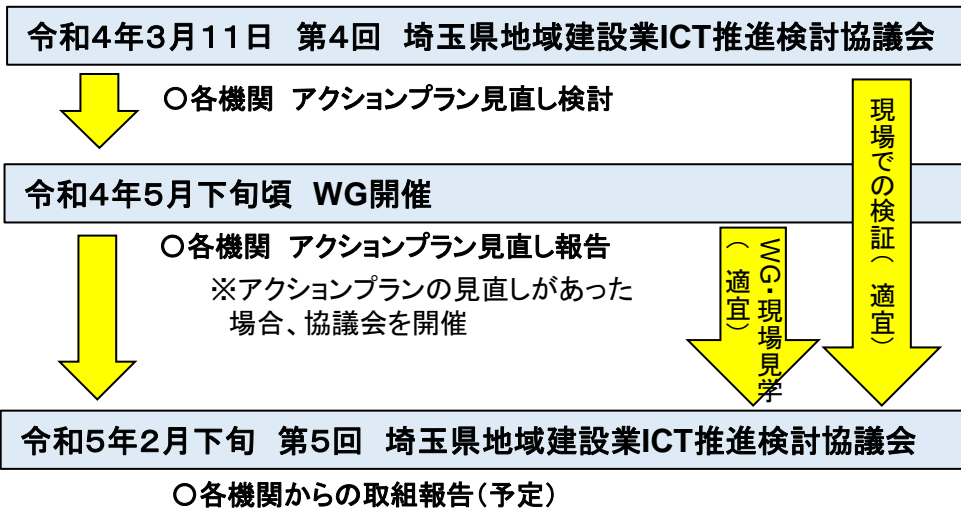 令和４年３月１１日　第４回　埼玉県地域建設業ICT推進検討協議会
〇各機関　アクションプラン見直し検討
現場での検証（　適宜）
令和４年５月下旬頃　WG開催
〇各機関　アクションプラン見直し報告
※アクションプランの見直しがあった
場合、協議会を開催
WG・現場見学
（　適宜）
令和５年２月下旬　第５回　埼玉県地域建設業ICT推進検討協議会
〇各機関からの取組報告（予定）